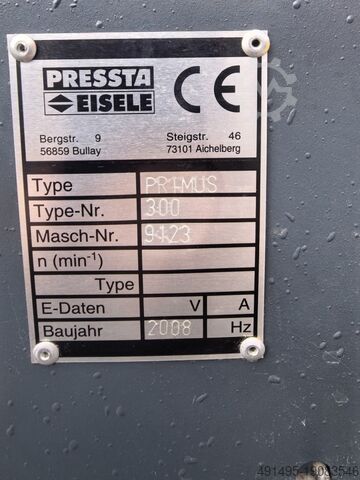 PRESSTA
EISELE
CE
Bergstr. 9 Steigstr. 46
56859 Bullay 73101 Aichelberg
Type PRIMUS
Type-Nr. 300
Masch-Nr. 9123
n (min⁻¹)
Type
E-Daten V A
Baujahr 2008 Hz
491495-19083546